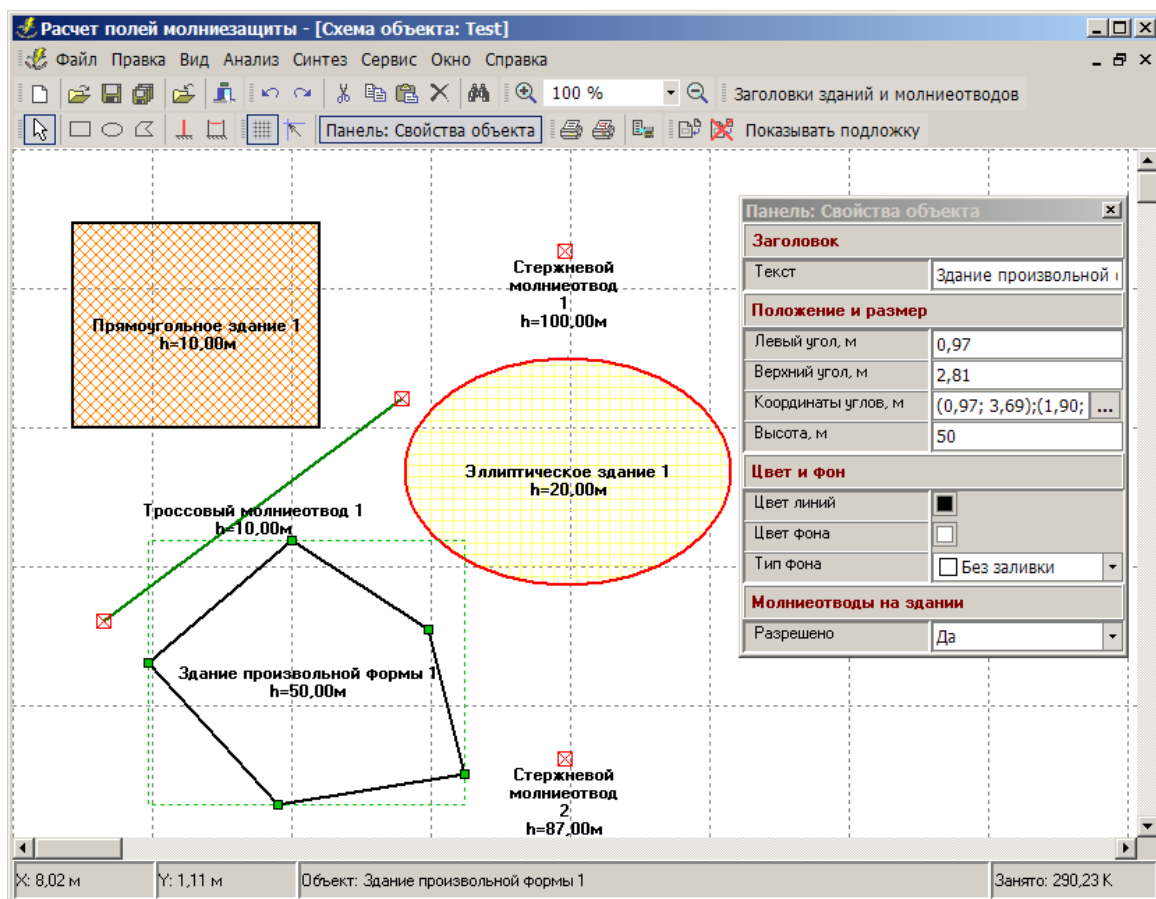 Расчет полей молниезащиты - [Схема объекта: Test]
Файл Правка Вид Анализ Синтез Сервис Окно Справка
100 % Заголовки зданий и молниеотводов
Панель: Свойства объекта Показывать подложку
Прямоугольное здание 1
h=10,00м
Стержневой
молниеотвод
1
h=100,00м
Эллиптическое здание 1
h=20,00м
Троссовый молниеотвод 1
h=10,00м
Здание произвольной формы 1
h=50,00м
Стержневой
молниеотвод
2
h=87,00м
Панель: Свойства объекта
Заголовок
Текст Здание произвольной
Положение и размер
Левый угол, м 0,97
Верхний угол, м 2,81
Координаты углов, м (0,97; 3,69);(1,90; ...
Высота, м 50
Цвет и фон
Цвет линий
Цвет фона
Тип фона Без заливки
Молниеотводы на здании
Разрешено Да
X: 8,02 м Y: 1,11 м Объект: Здание произвольной формы 1 Занято: 290,23 К